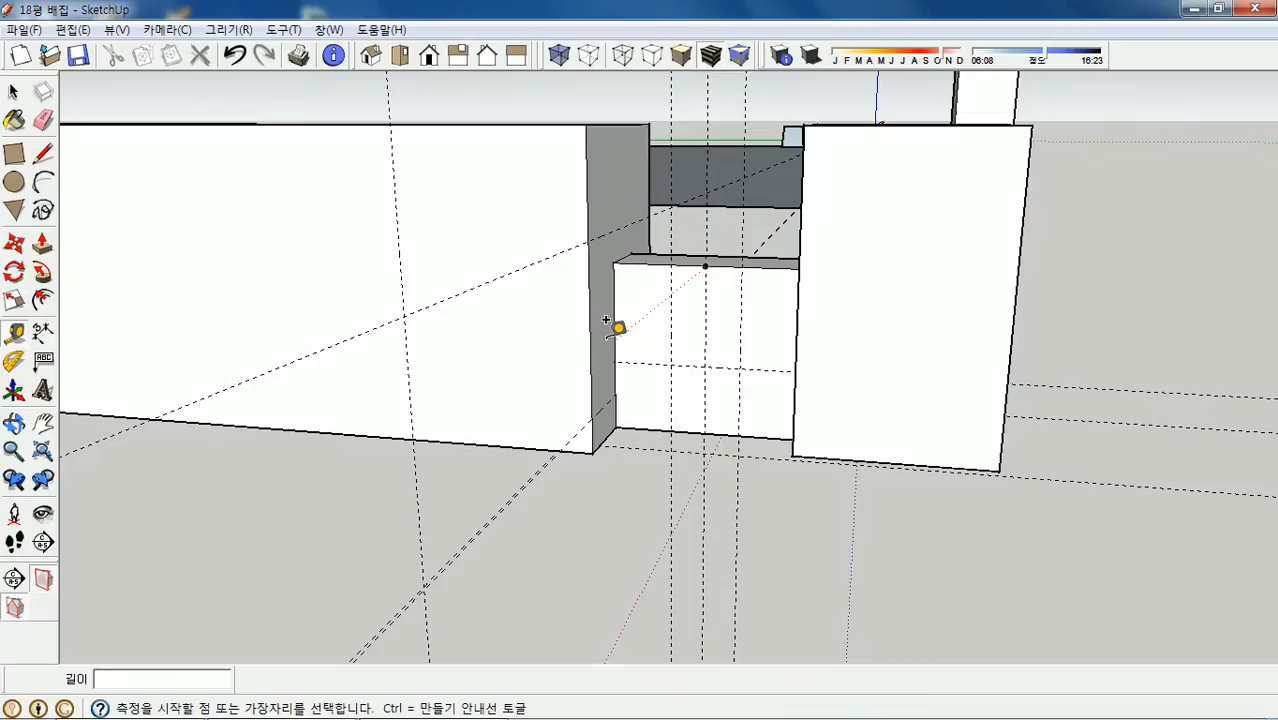 18평 배집 - SketchUp
파일(F) 편집(E) 뷰(V) 카메라(C) 그리기(R) 도구(T) 창(W) 도움말(H)
J F M A M J J A S O N D 06:08 정오 16:23
ABC
길이
측정을 시작할 점 또는 가장자리를 선택합니다. Ctrl = 만들기 안내선 토글